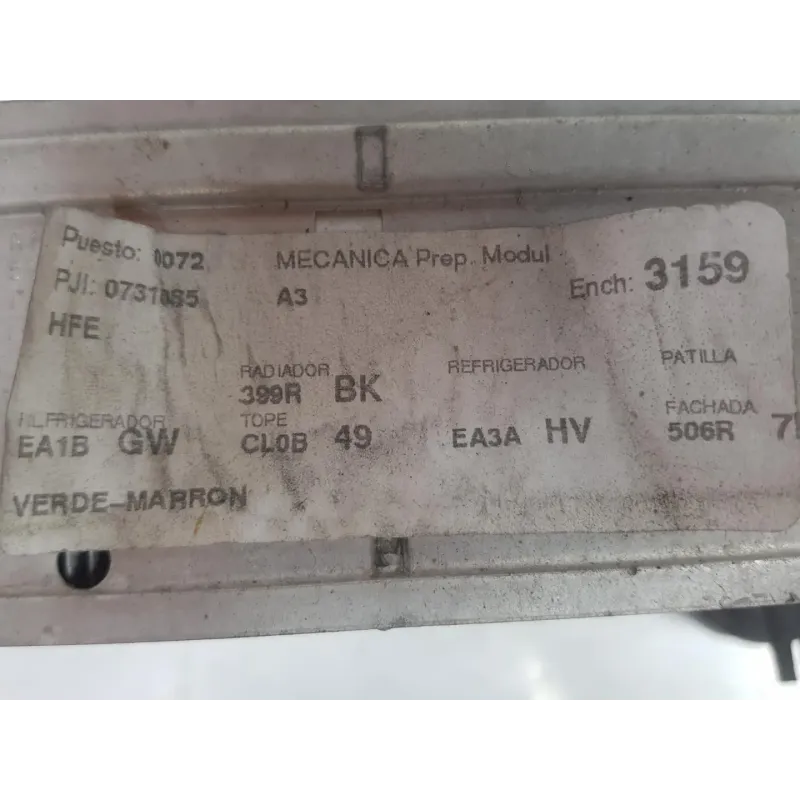 Puesto: 0072 MECANICA Prep. Modul Ench: 3159
PJI: A3
HFE
RADIADOR REFRIGERADOR PATILLA
399R BK
REFRIGERADOR TOPE FACHADA
EA1B GW CL0B 49 EA3A HV 506R
VERDE-MARRON